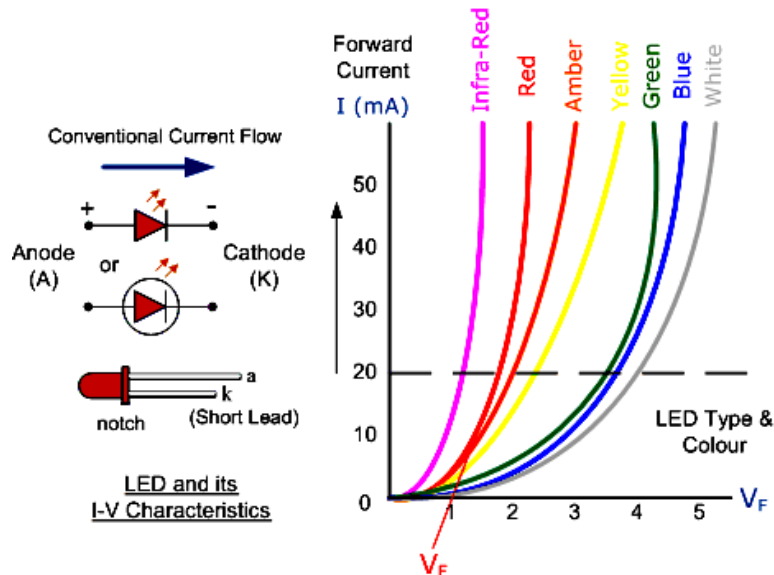 Conventional Current Flow
+
-
Anode
(A)
or
Cathode
(K)
a
k
notch
(Short Lead)
LED and its
I-V Characteristics
Forward
Current
I (mA)
Infra-Red
Red
Amber
Yellow
Green
Blue
White
50
40
30
20
10
0
1
2
3
4
5
V_F
LED Type &
Colour
V_F